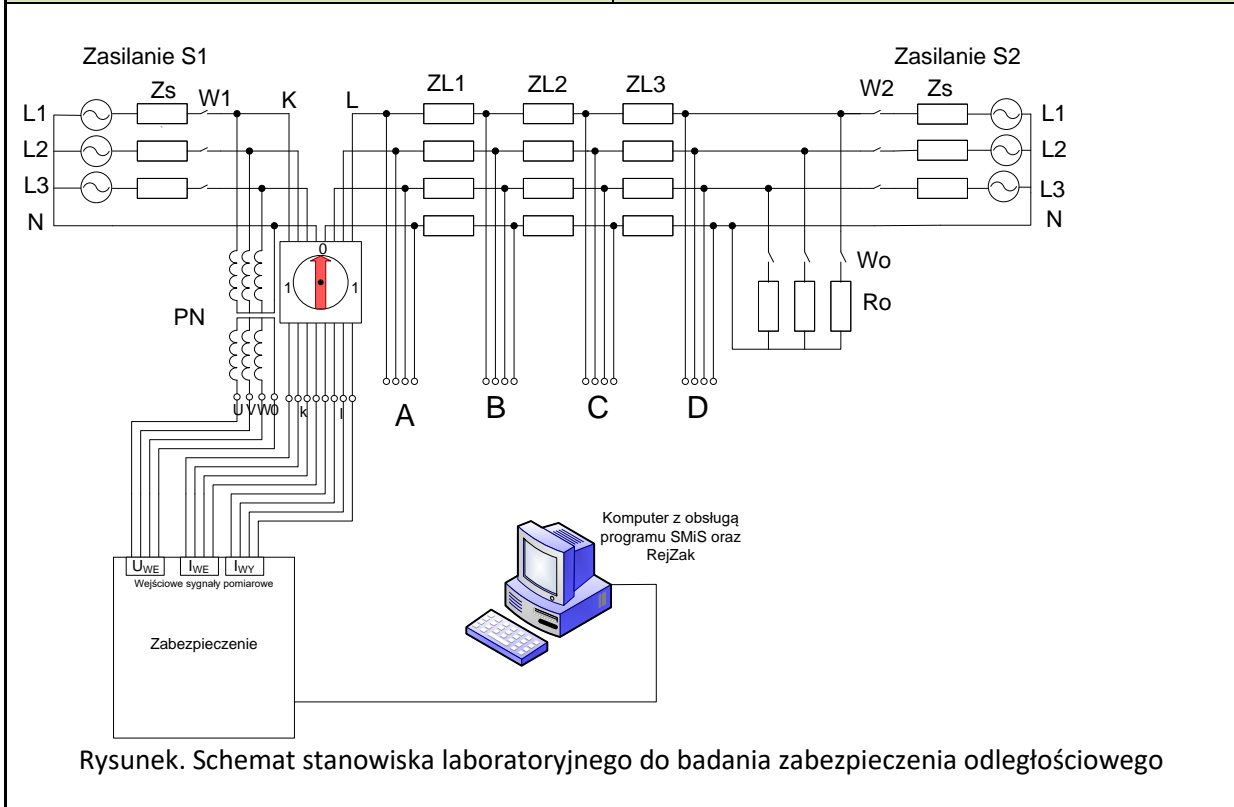 Zasilanie S1
Zasilanie S2
Zs W1 K L ZL1 ZL2 ZL3 W2 Zs
L1 L1
L2 L2
L3 L3
N N
0
1 1
Wo
Ro
PN
U V W 0 k l
A B C D
Komputer z obsługą
programu SMiS oraz
RejZak
UWE IWE IWY
Wejściowe sygnały pomiarowe
Zabezpieczenie
Rysunek. Schemat stanowiska laboratoryjnego do badania zabezpieczenia odległościowego